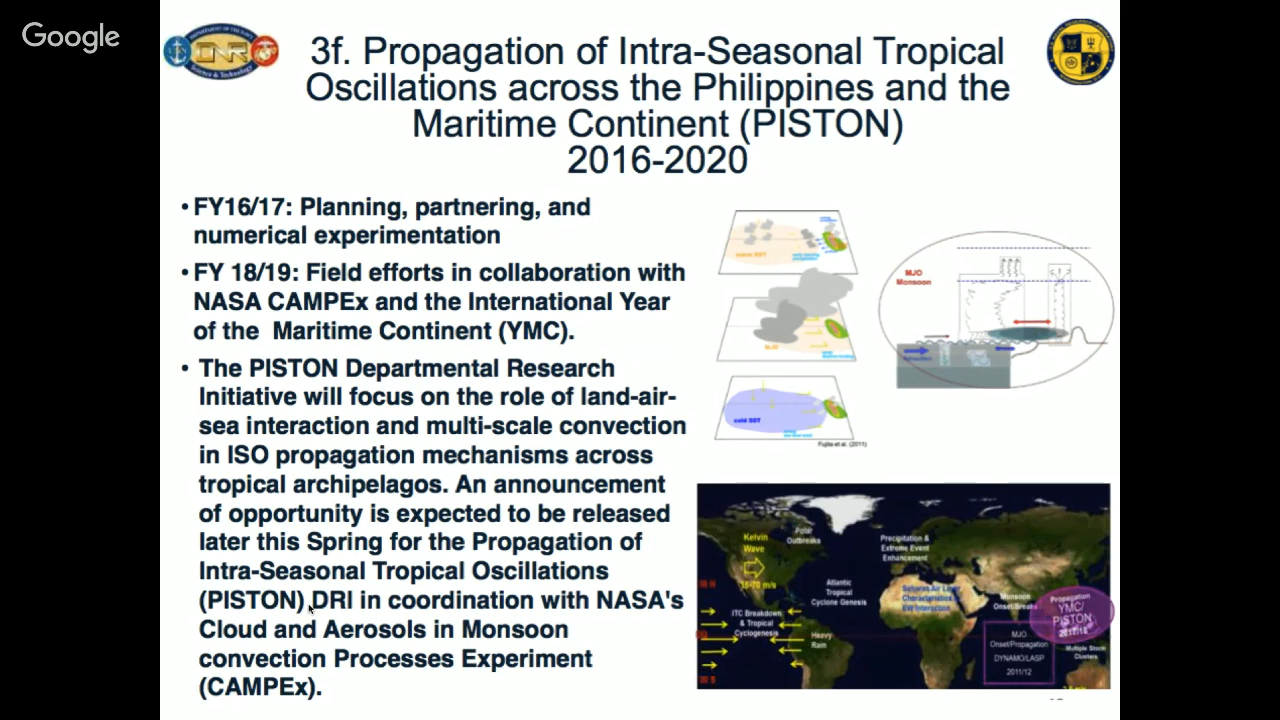 Google
3f. Propagation of Intra-Seasonal Tropical
Oscillations across the Philippines and the
Maritime Continent (PISTON)
2016-2020
• FY16/17: Planning, partnering, and
numerical experimentation
• FY 18/19: Field efforts in collaboration with
NASA CAMPEx and the International Year
of the Maritime Continent (YMC).
• The PISTON Departmental Research
Initiative will focus on the role of land-air-
sea interaction and multi-scale convection
in ISO propagation mechanisms across
tropical archipelagos. An announcement
of opportunity is expected to be released
later this Spring for the Propagation of
Intra-Seasonal Tropical Oscillations
(PISTON) DRI in coordination with NASA's
Cloud and Aerosols in Monsoon
convection Processes Experiment
(CAMPEx).
MJO
Monsoon
cold SST
Fujita et al. (2011)
Kelvin
Wave
Polar
Outbreaks
Precipitation &
Extreme Event
Enhancement
Atlantic
Tropical
Cyclone Genesis
ITC Breakdown
& Tropical
Cyclogenesis
Heavy
Rain
Monsoon
Onset/Breaks
Propagation
YMC/
PISTON
MJO
Onset/Propagation
DYNAMO/LASP
2011/12
Multiple Storm
Clusters